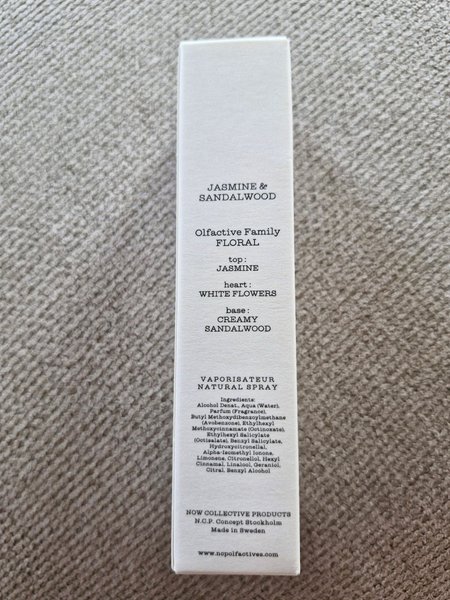 JASMINE &
SANDALWOOD
Olfactive Family
FLORAL
top :
JASMINE
heart :
WHITE FLOWERS
base :
CREAMY
SANDALWOOD
VAPORISATEUR
NATURAL SPRAY
Ingredients:
Alcohol Denat., Aqua (Water),
Parfum (Fragrance),
Butyl Methoxydibenzoylmethane
(Avobenzone), Ethylhexyl
Methoxycinnamate (Octinoxate),
Ethylhexyl Salicylate
(Octisalate), Benzyl Salicylate,
Hydroxycitronellal,
Alpha-Isomethyl Ionone,
Limonene, Citronellol, Hexyl
Cinnamal, Linalool, Geraniol,
Citral, Benzyl Alcohol
NOW COLLECTIVE PRODUCTS
N.C.P. Concept Stockholm
Made in Sweden
www.ncpolfactives.com